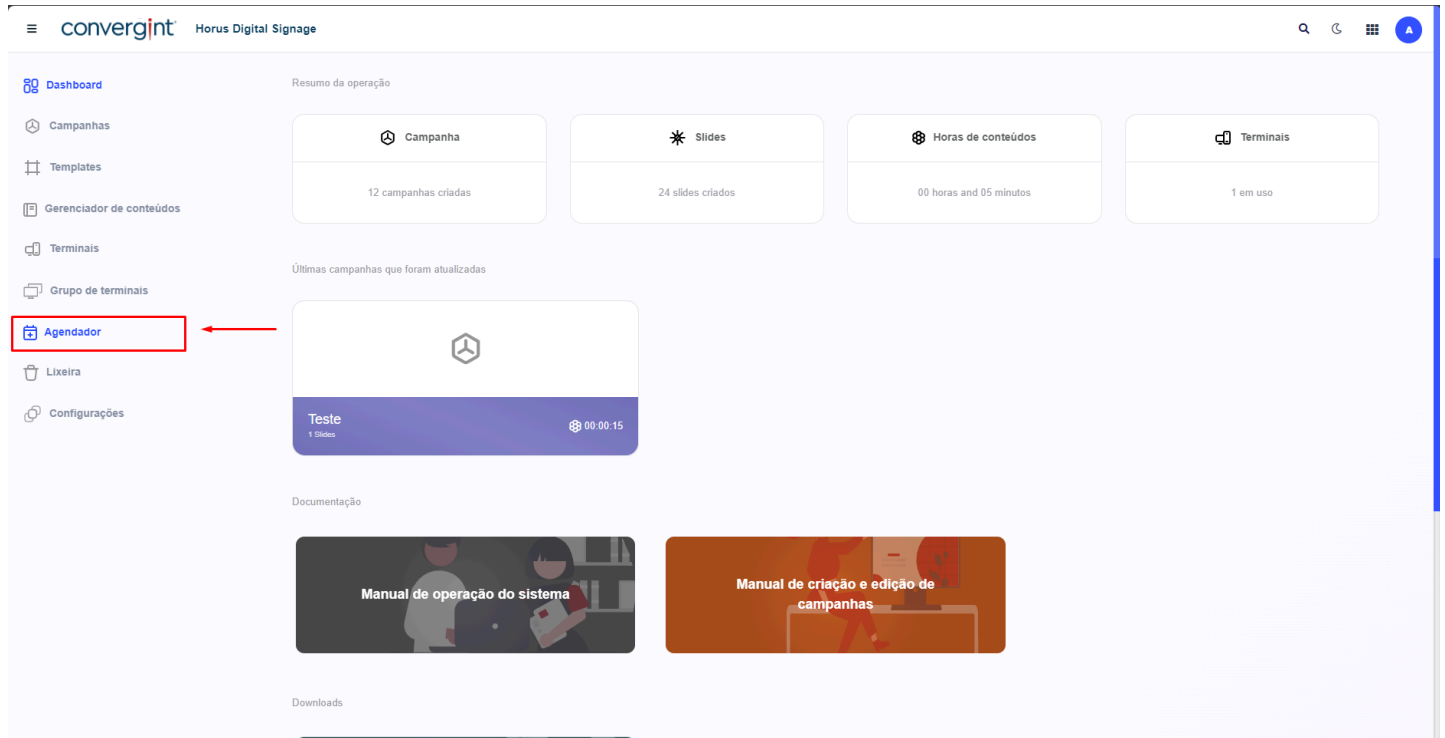 convergint
Horus Digital Signage
A
Dashboard
Campanhas
Templates
Gerenciador de conteúdos
Terminais
Grupo de terminais
Agendador
Lixeira
Configurações
Resumo da operação
Campanha
12 campanhas criadas
Slides
24 slides criados
Horas de conteúdos
00 horas and 05 minutos
Terminais
1 em uso
Últimas campanhas que foram atualizadas
Teste
1 Slides
00:00:15
Documentação
Manual de operação do sistema
Manual de criação e edição de
campanhas
Downloads